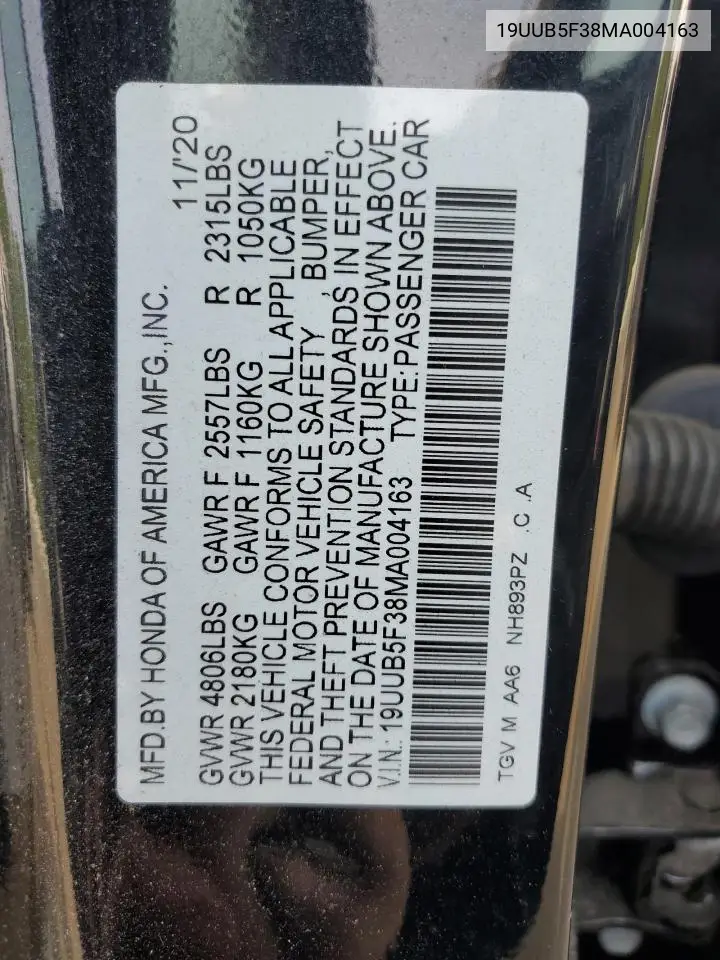 19UUB5F38MA004163
MFD.BY HONDA OF AMERICA MFG.,INC. 11/'20
GVWR 4806LBS GAWR F 2557LBS R 2315LBS
GVWR 2180KG GAWR F 1160KG R 1050KG
THIS VEHICLE CONFORMS TO ALL APPLICABLE
FEDERAL MOTOR VEHICLE SAFETY , BUMPER,
AND THEFT PREVENTION STANDARDS IN EFFECT
ON THE DATE OF MANUFACTURE SHOWN ABOVE.
V.I.N.: 19UUB5F38MA004163 TYPE: PASSENGER CAR
TGV M AA6 NH893PZ .C .A